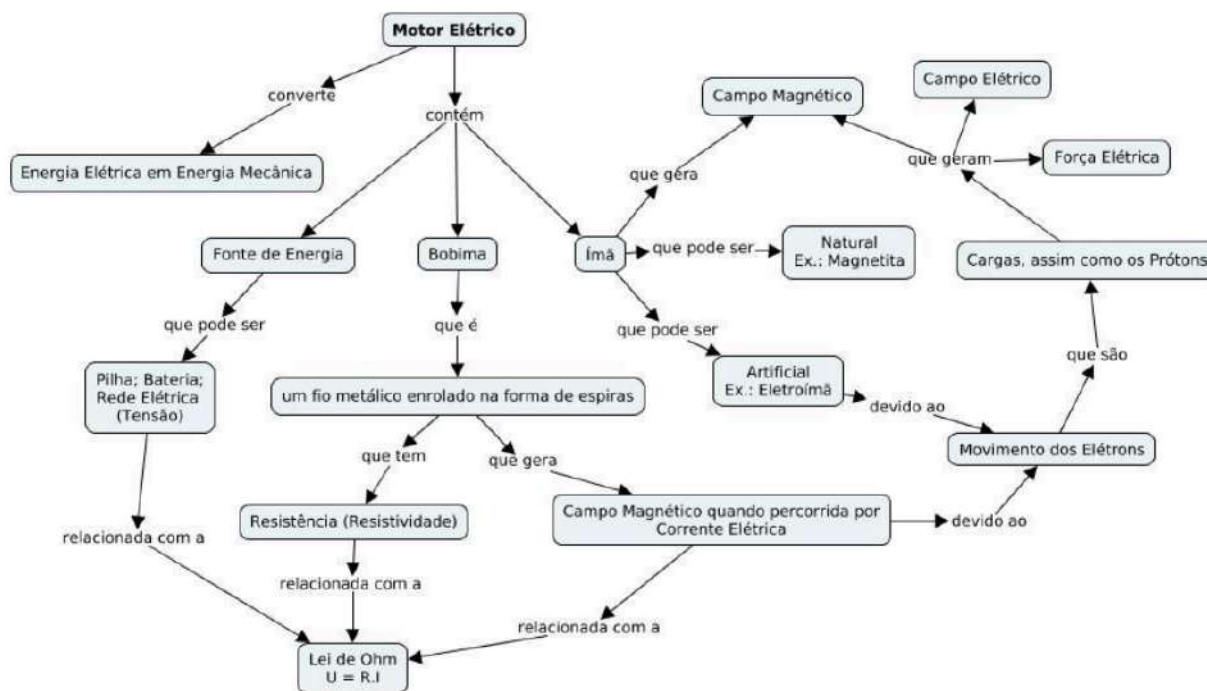 Motor Elétrico
converte
contém
Energia Elétrica em Energia Mecânica
Campo Magnético
Campo Elétrico
que geram
Força Elétrica
que gera
Fonte de Energia
Bobima
Ímã
que pode ser
Natural
Ex.: Magnetita
Cargas, assim como os Prótons
que pode ser
que é
que pode ser
que são
Pilha; Bateria;
Rede Elétrica
(Tensão)
um fio metálico enrolado na forma de espiras
Artificial
Ex.: Eletroímã
devido ao
Movimento dos Elétrons
que tem
que gera
Resistência (Resistividade)
Campo Magnético quando percorrida por
Corrente Elétrica
devido ao
relacionada com a
relacionada com a
relacionada com a
Lei de Ohm
U = R.I